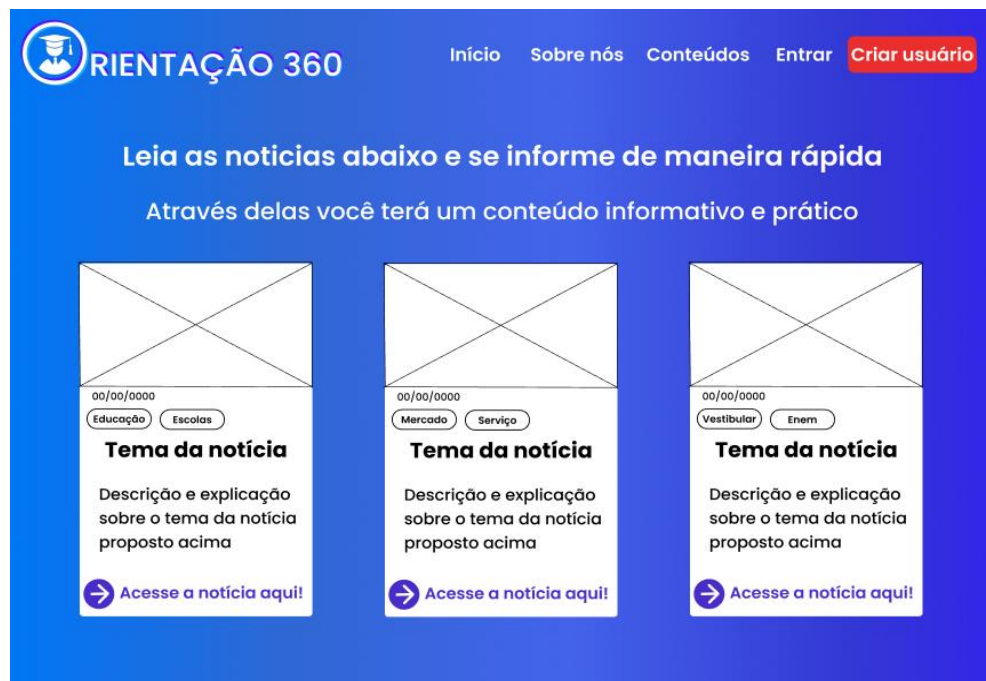 ORIENTAÇÃO 360
Início Sobre nós Conteúdos Entrar Criar usuário
Leia as noticias abaixo e se informe de maneira rápida
Através delas você terá um conteúdo informativo e prático
00/00/0000
Educação Escolas
Tema da notícia
Descrição e explicação
sobre o tema da notícia
proposto acima
Acesse a notícia aqui!
00/00/0000
Mercado Serviço
Tema da notícia
Descrição e explicação
sobre o tema da notícia
proposto acima
Acesse a notícia aqui!
00/00/0000
Vestibular Enem
Tema da notícia
Descrição e explicação
sobre o tema da notícia
proposto acima
Acesse a notícia aqui!